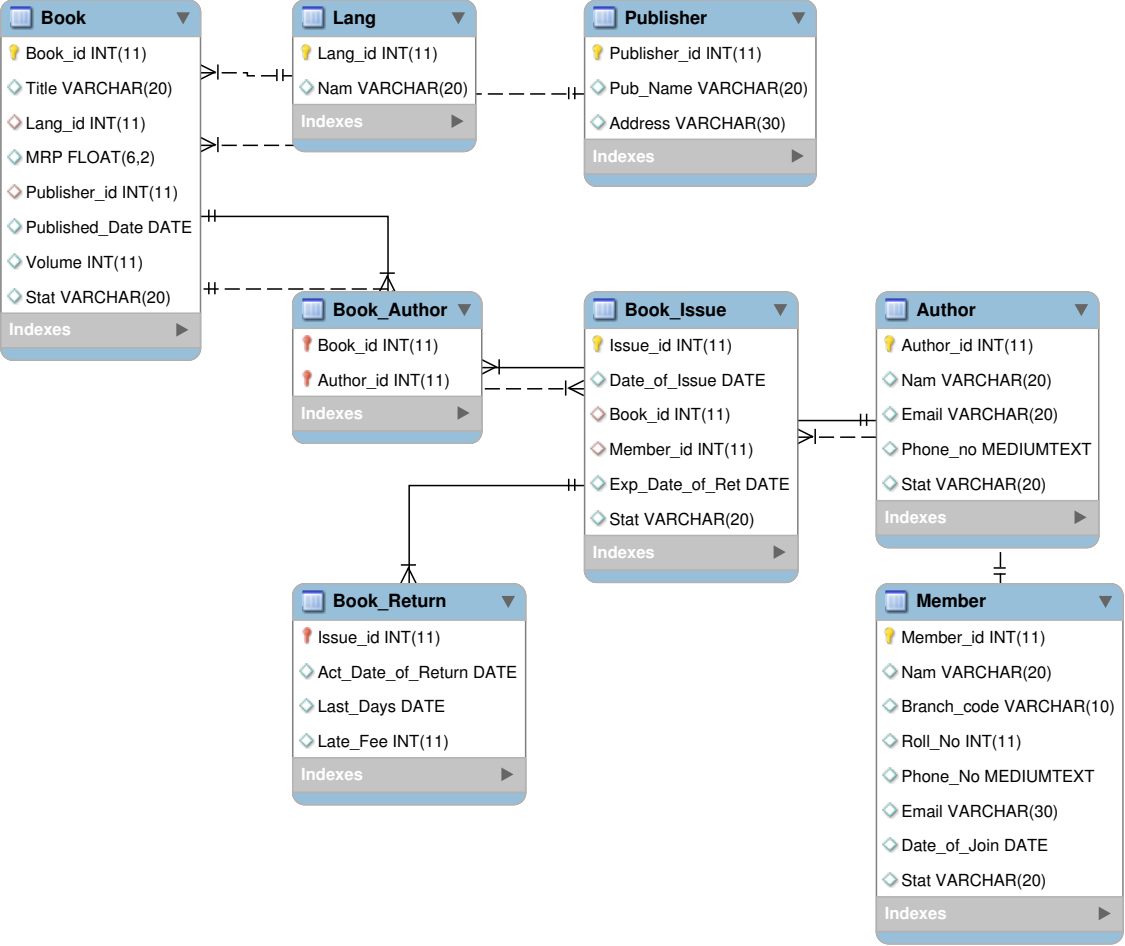 Book
Book_id INT(11)
Title VARCHAR(20)
Lang_id INT(11)
MRP FLOAT(6,2)
Publisher_id INT(11)
Published_Date DATE
Volume INT(11)
Stat VARCHAR(20)
Indexes
Lang
Lang_id INT(11)
Nam VARCHAR(20)
Indexes
Publisher
Publisher_id INT(11)
Pub_Name VARCHAR(20)
Address VARCHAR(30)
Indexes
Book_Author
Book_id INT(11)
Author_id INT(11)
Indexes
Book_Issue
Issue_id INT(11)
Date_of_Issue DATE
Book_id INT(11)
Member_id INT(11)
Exp_Date_of_Ret DATE
Stat VARCHAR(20)
Indexes
Author
Author_id INT(11)
Nam VARCHAR(20)
Email VARCHAR(20)
Phone_no MEDIUMTEXT
Stat VARCHAR(20)
Indexes
Book_Return
Issue_id INT(11)
Act_Date_of_Return DATE
Last_Days DATE
Late_Fee INT(11)
Indexes
Member
Member_id INT(11)
Nam VARCHAR(20)
Branch_code VARCHAR(10)
Roll_No INT(11)
Phone_No MEDIUMTEXT
Email VARCHAR(30)
Date_of_Join DATE
Stat VARCHAR(20)
Indexes